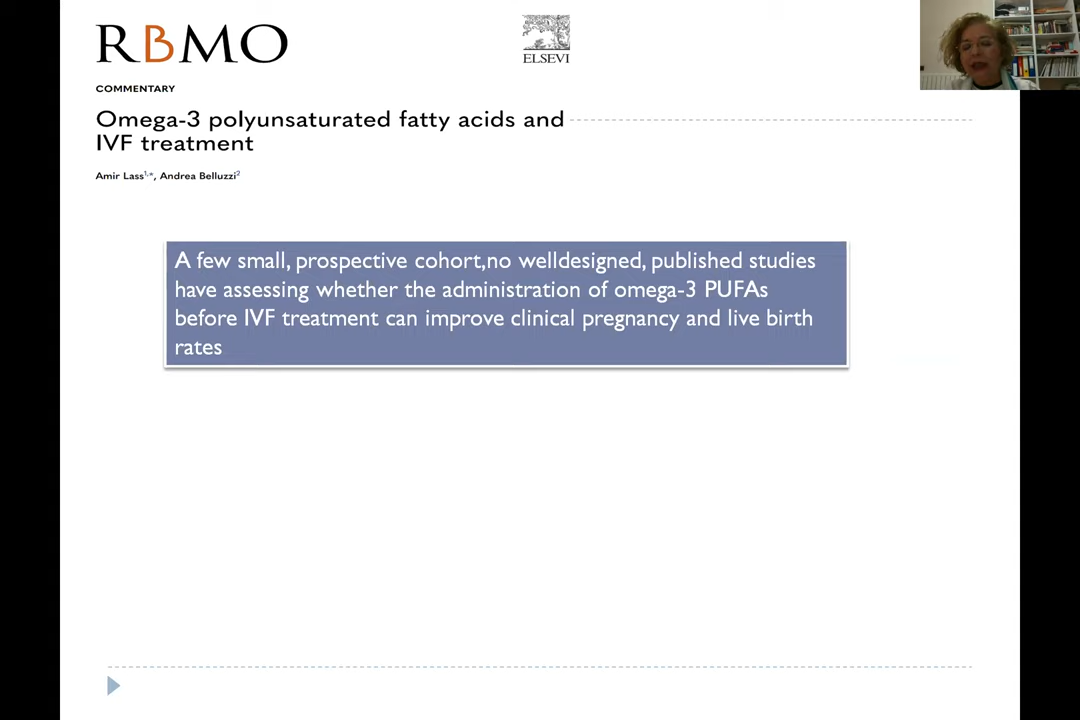 RBMO
ELSEVI
COMMENTARY
Omega-3 polyunsaturated fatty acids and
IVF treatment
Amir Lass1,*, Andrea Belluzzi2
A few small, prospective cohort,no welldesigned, published studies
have assessing whether the administration of omega-3 PUFAs
before IVF treatment can improve clinical pregnancy and live birth
rates